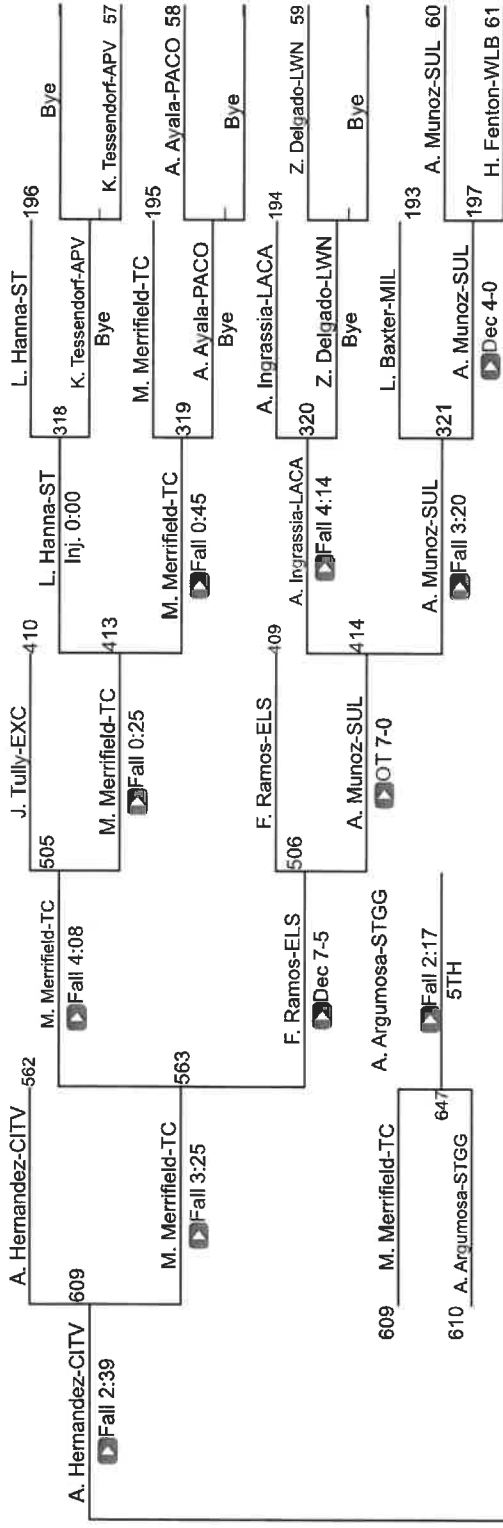 A. Hernandez-CITV 562
609
A. Hernandez-CITV
Fall 2:39
M. Merrifield-TC
Fall 3:25
563
M. Merrifield-TC
Fall 4:08
505
J. Tully-EXC 410
M. Merrifield-TC
Fall 0:25
413
L. Hanna-ST
Inj. 0:00
318
L. Hanna-ST 196
K. Tessendorf-APV
Bye
Bye
K. Tessendorf-APV 57
M. Merrifield-TC
Fall 0:45
319
M. Merrifield-TC 195
A. Ayala-PACO
Bye
A. Ayala-PACO 58
Bye
F. Ramos-ELS
Dec 7-5
506
F. Ramos-ELS 409
A. Munoz-SUL
OT 7-0
414
A. Ingrassia-LACA
Fall 4:14
320
A. Ingrassia-LACA 194
Z. Delgado-LWN
Bye
Z. Delgado-LWN 59
Bye
A. Munoz-SUL
Fall 3:20
321
L. Baxter-MIL 193
A. Munoz-SUL
Dec 4-0
197
A. Munoz-SUL 60
H. Fenton-WLB 61
609 M. Merrifield-TC
610 A. Argumosa-STGG
647
A. Argumosa-STGG
Fall 2:17
5TH